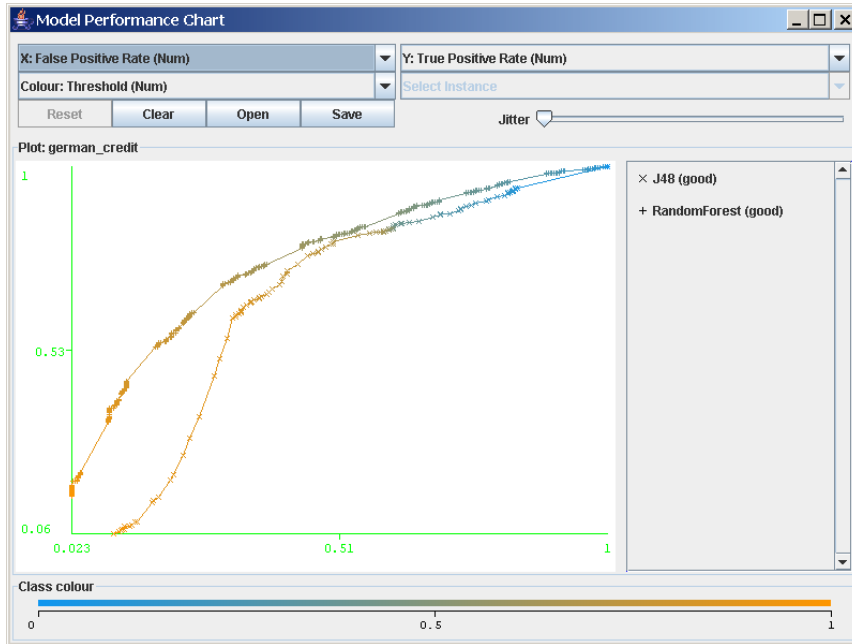 Model Performance Chart
X: False Positive Rate (Num)
Y: True Positive Rate (Num)
Colour: Threshold (Num)
Select Instance
Reset
Clear
Open
Save
Jitter
Plot: german_credit
1
0.53
0.06
0.023
0.51
1
× J48 (good)
+ RandomForest (good)
Class colour
0
0.5
1